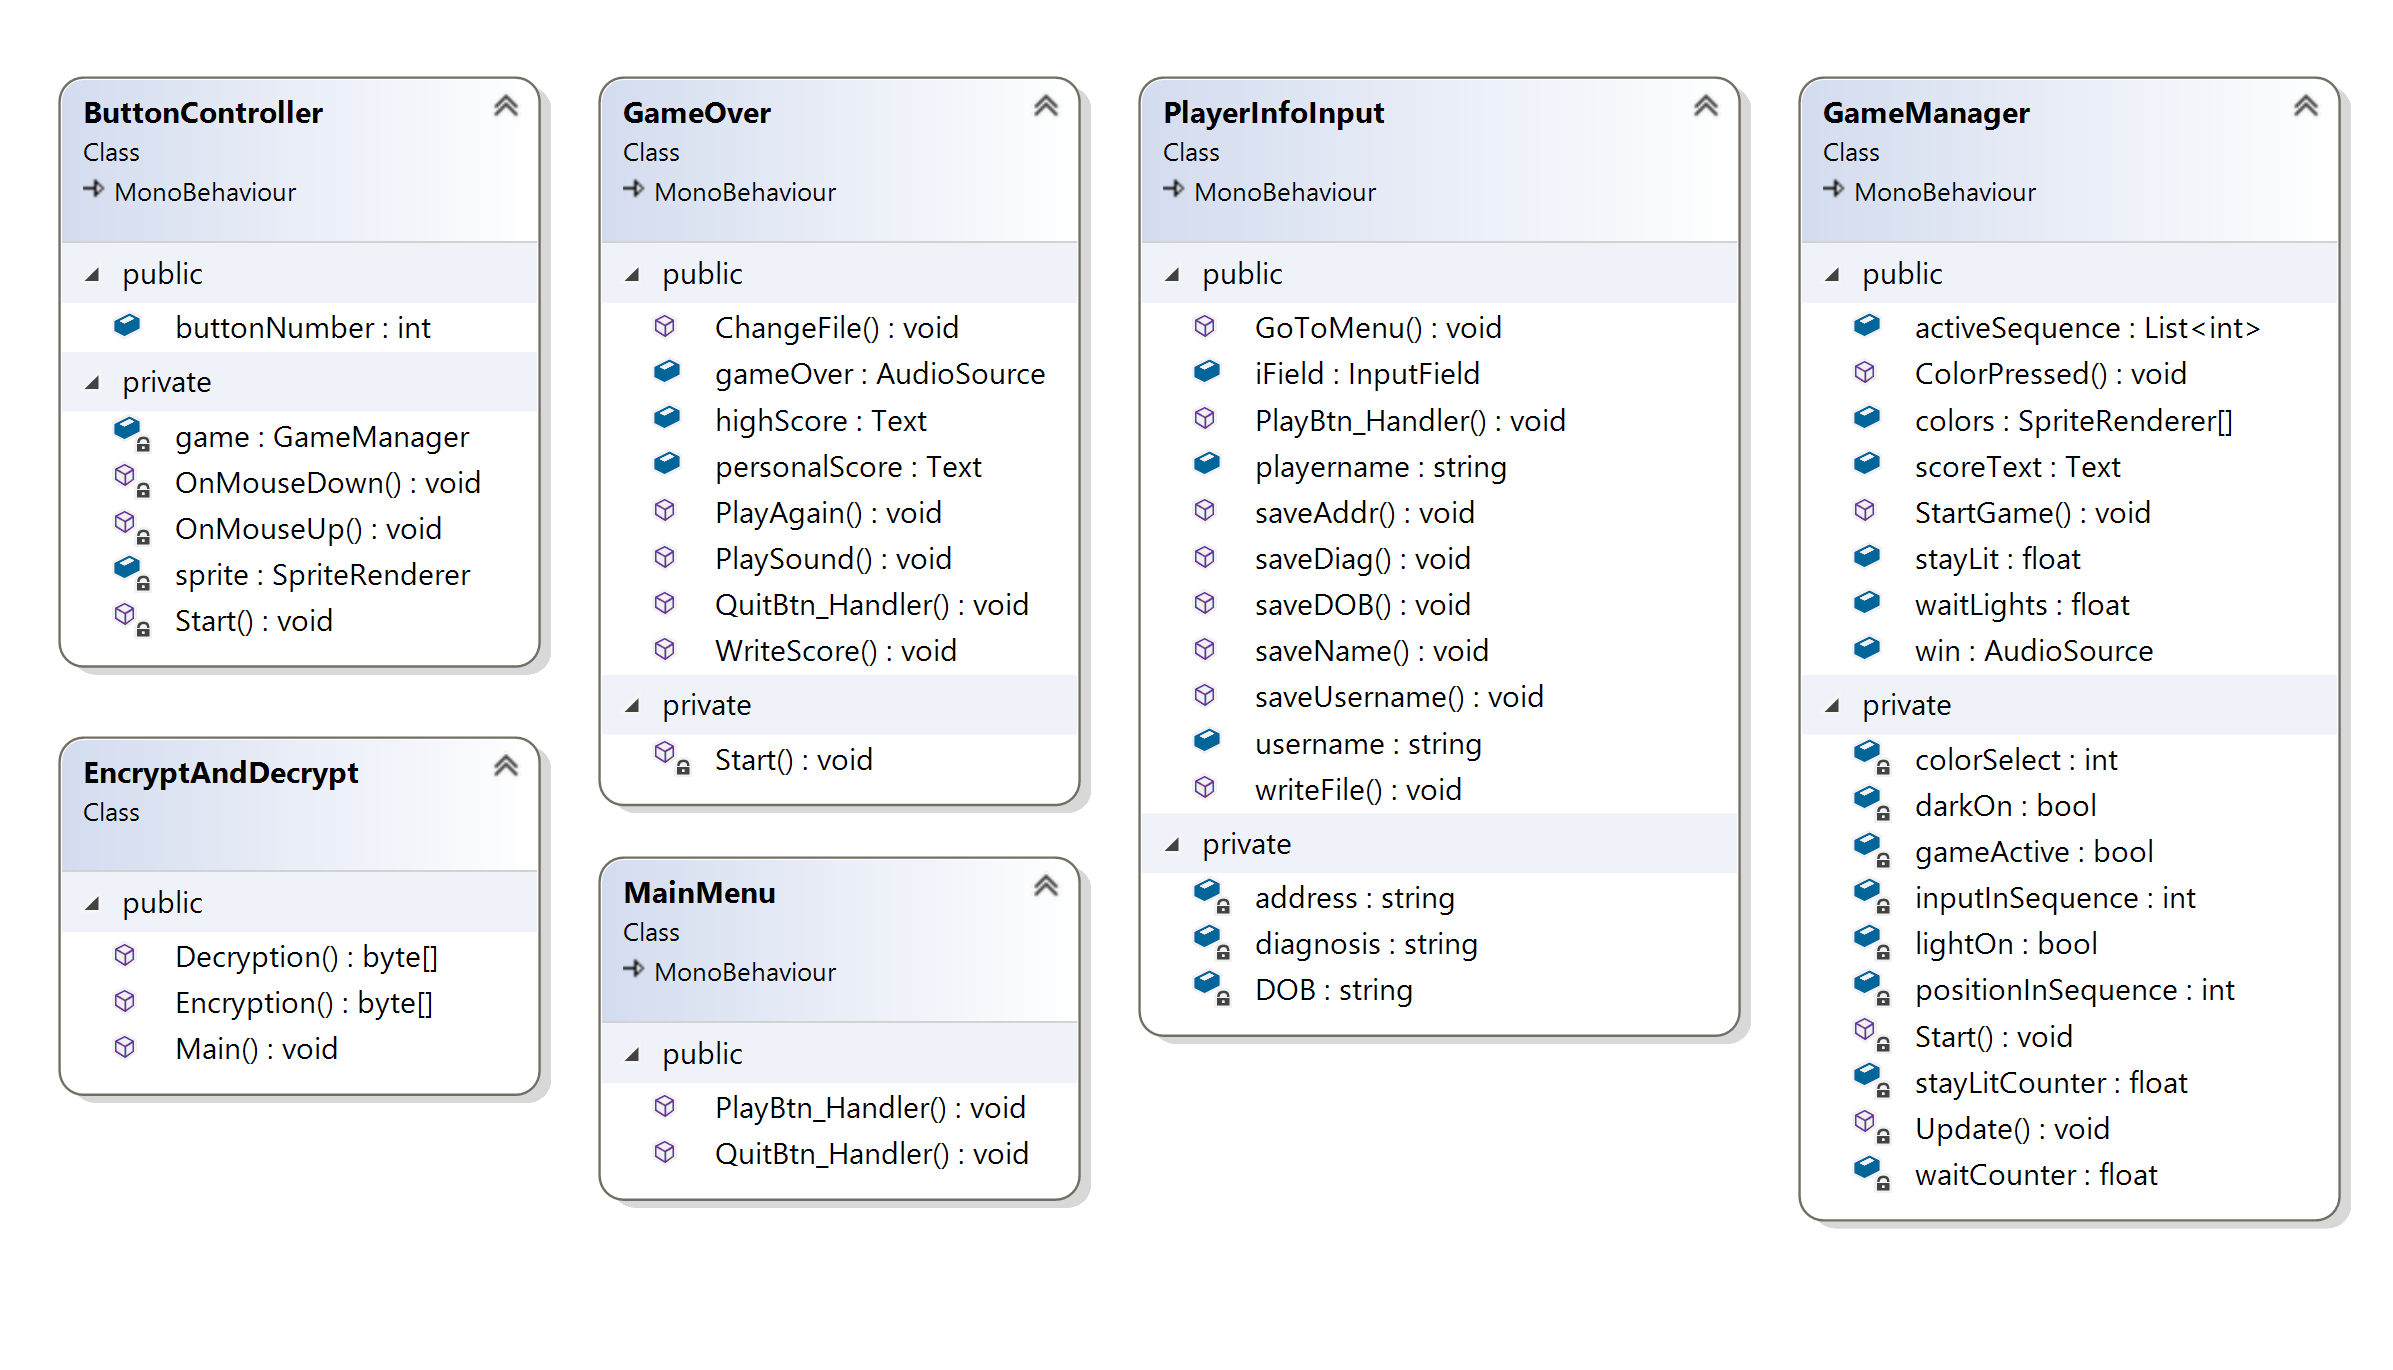 ButtonController
Class
MonoBehaviour
public
buttonNumber : int
private
game : GameManager
OnMouseDown() : void
OnMouseUp() : void
sprite : SpriteRenderer
Start() : void
EncryptAndDecrypt
Class
public
Decryption() : byte[]
Encryption() : byte[]
Main() : void
GameOver
Class
MonoBehaviour
public
ChangeFile() : void
gameOver : AudioSource
highScore : Text
personalScore : Text
PlayAgain() : void
PlaySound() : void
QuitBtn_Handler() : void
WriteScore() : void
private
Start() : void
MainMenu
Class
MonoBehaviour
public
PlayBtn_Handler() : void
QuitBtn_Handler() : void
PlayerInfoInput
Class
MonoBehaviour
public
GoToMenu() : void
iField : InputField
PlayBtn_Handler() : void
playername : string
saveAddr() : void
saveDiag() : void
saveDOB() : void
saveName() : void
saveUsername() : void
username : string
writeFile() : void
private
address : string
diagnosis : string
DOB : string
GameManager
Class
MonoBehaviour
public
activeSequence : List<int>
ColorPressed() : void
colors : SpriteRenderer[]
scoreText : Text
StartGame() : void
stayLit : float
waitLights : float
win : AudioSource
private
colorSelect : int
darkOn : bool
gameActive : bool
inputInSequence : int
lightOn : bool
positionInSequence : int
Start() : void
stayLitCounter : float
Update() : void
waitCounter : float